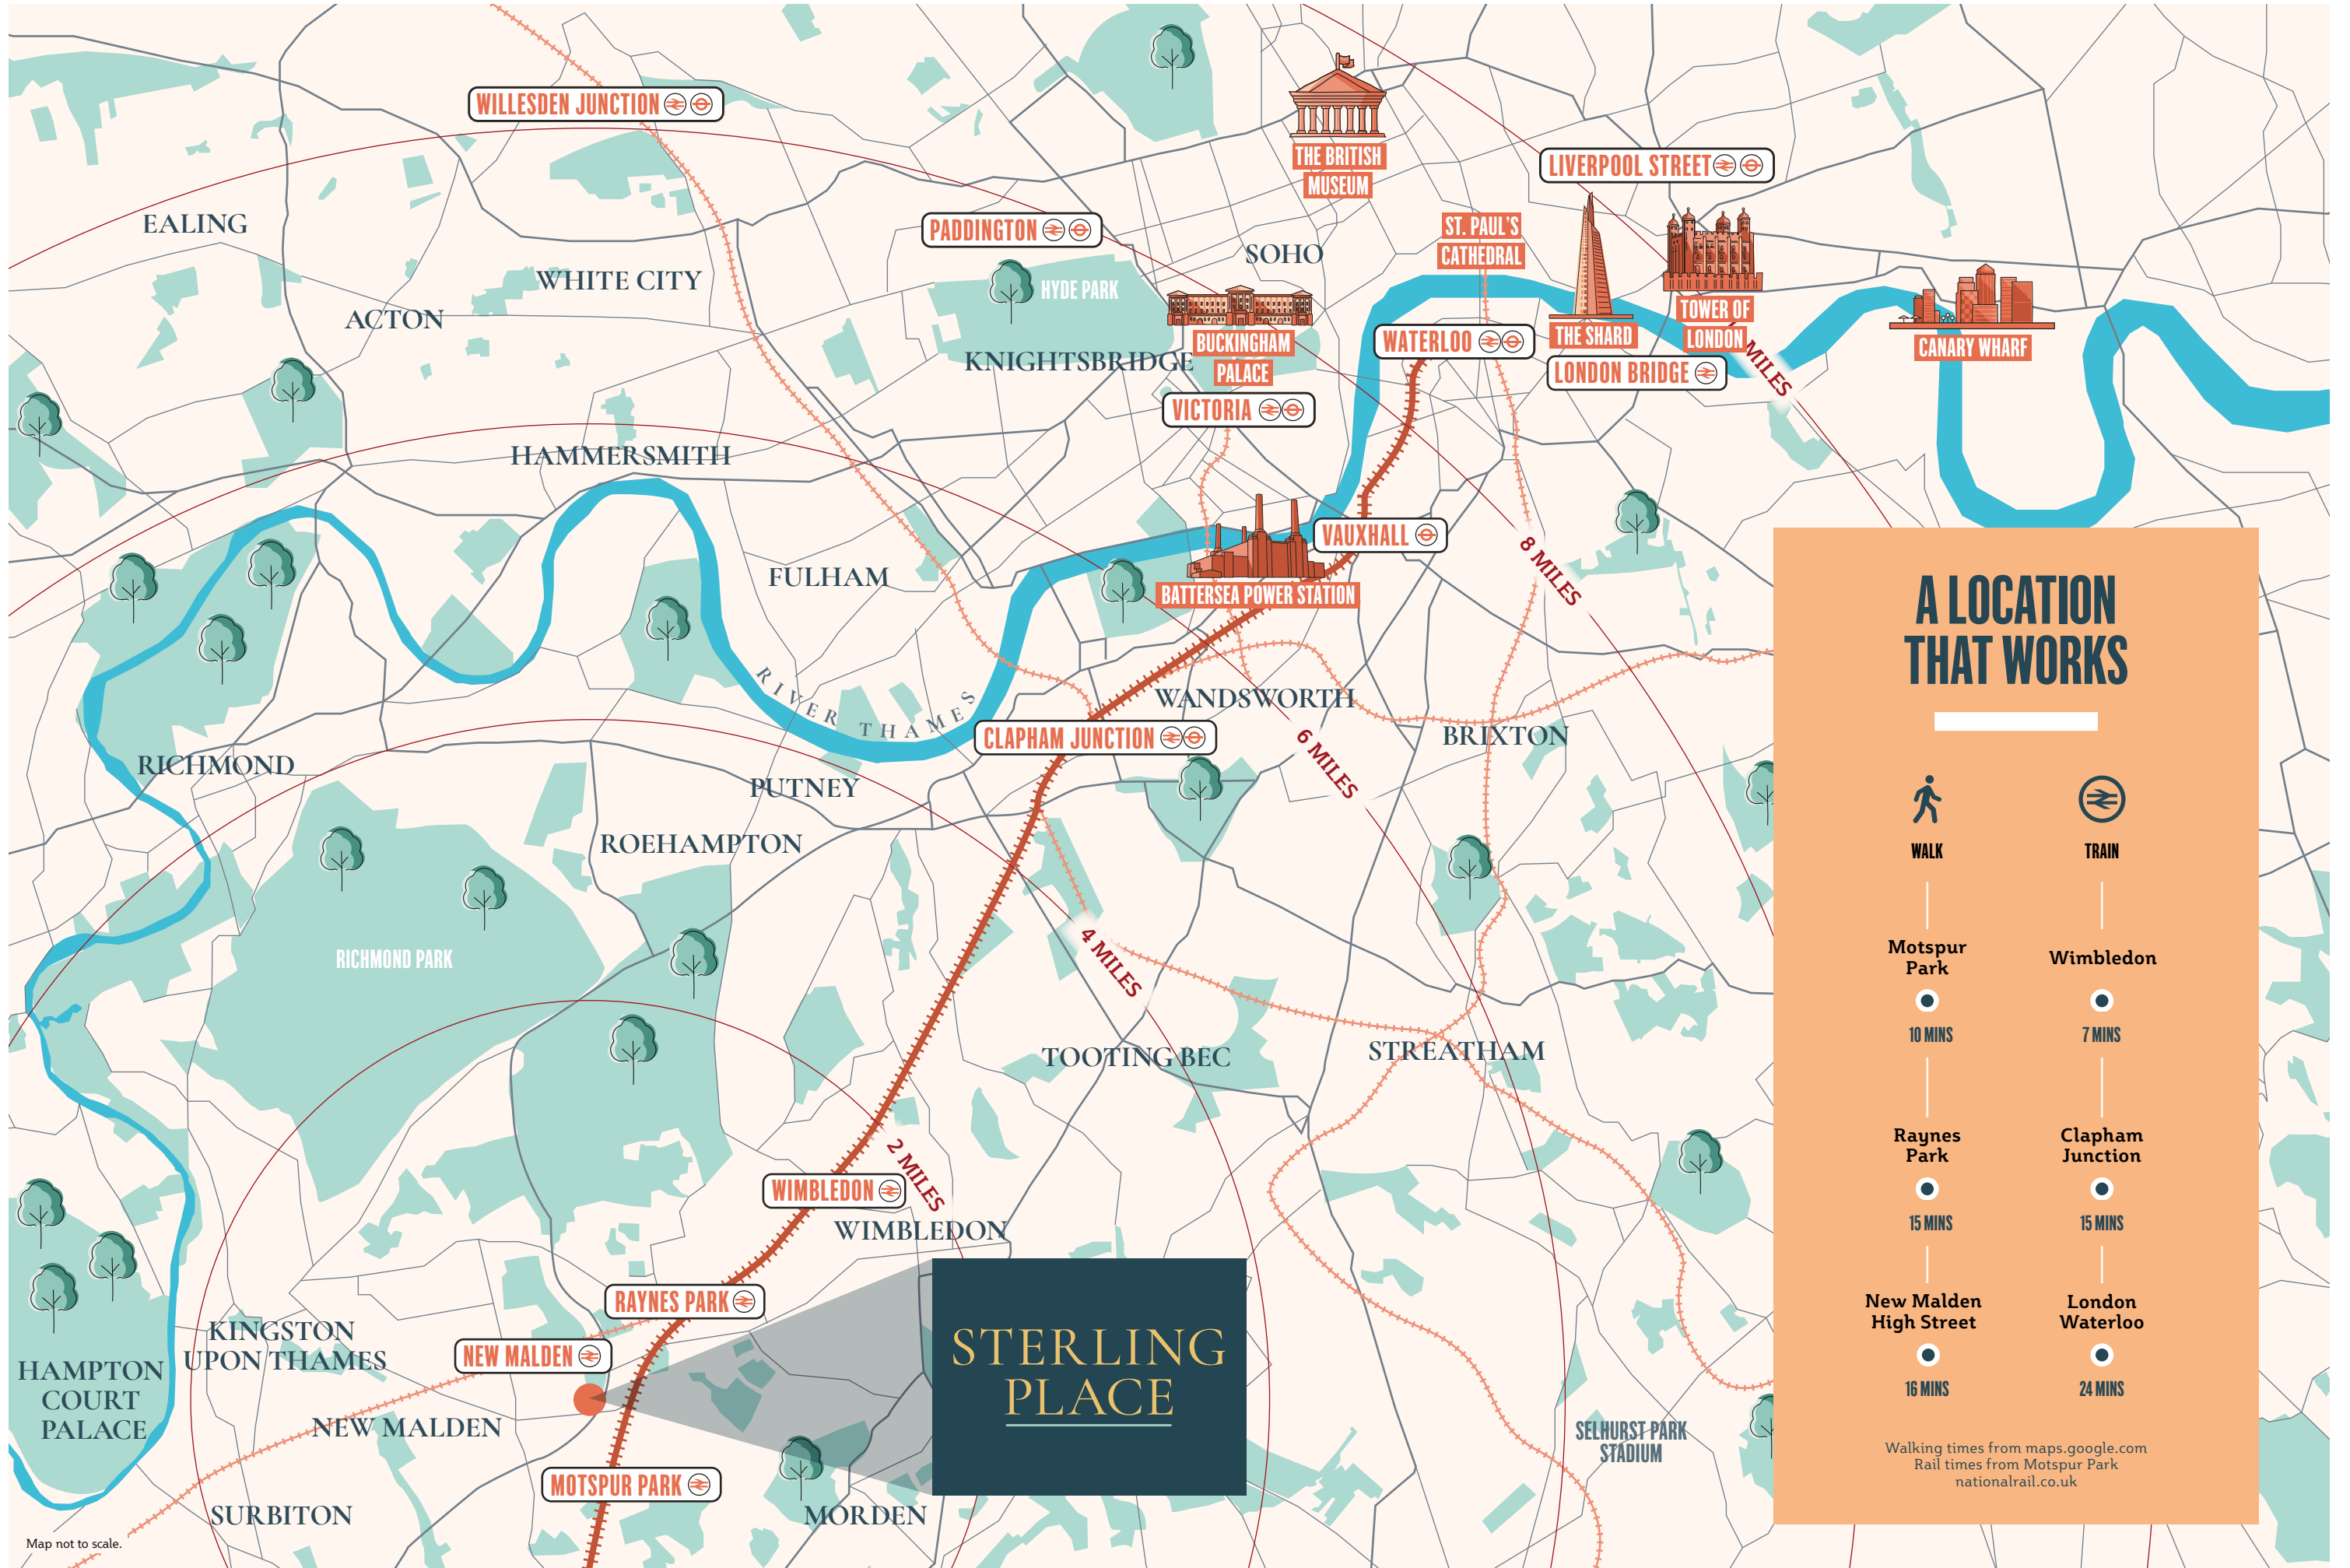 WILLESDEN JUNCTION
THE BRITISH
MUSEUM
LIVERPOOL STREET
EALING
PADDINGTON
ST. PAUL'S
CATHEDRAL
SOHO
WHITE CITY
HYDE PARK
ACTON
TOWER OF
LONDON
THE SHARD
WATERLOO
BUCKINGHAM
PALACE
CANARY WHARF
KNIGHTSBRIDGE
LONDON BRIDGE
MILES
VICTORIA
HAMMERSMITH
VAUXHALL
8 MILES
FULHAM
BATTERSEA POWER STATION
RIVER THAMES
WANDSWORTH
CLAPHAM JUNCTION
BRIXTON
6 MILES
RICHMOND
PUTNEY
ROEHAMPTON
RICHMOND PARK
4 MILES
TOOTING BEC
STREATHAM
2 MILES
WIMBLEDON
WIMBLEDON
RAYNES PARK
KINGSTON
UPON THAMES
NEW MALDEN
HAMPTON
COURT
PALACE
STERLING
PLACE
NEW MALDEN
SELHURST PARK
STADIUM
MOTSPUR PARK
SURBITON
MORDEN
Map not to scale.
A LOCATION
THAT WORKS
WALK
Motspur
Park
10 MINS
Raynes
Park
15 MINS
New Malden
High Street
16 MINS
TRAIN
Wimbledon
7 MINS
Clapham
Junction
15 MINS
London
Waterloo
24 MINS
Walking times from maps.google.com
Rail times from Motspur Park
nationalrail.co.uk